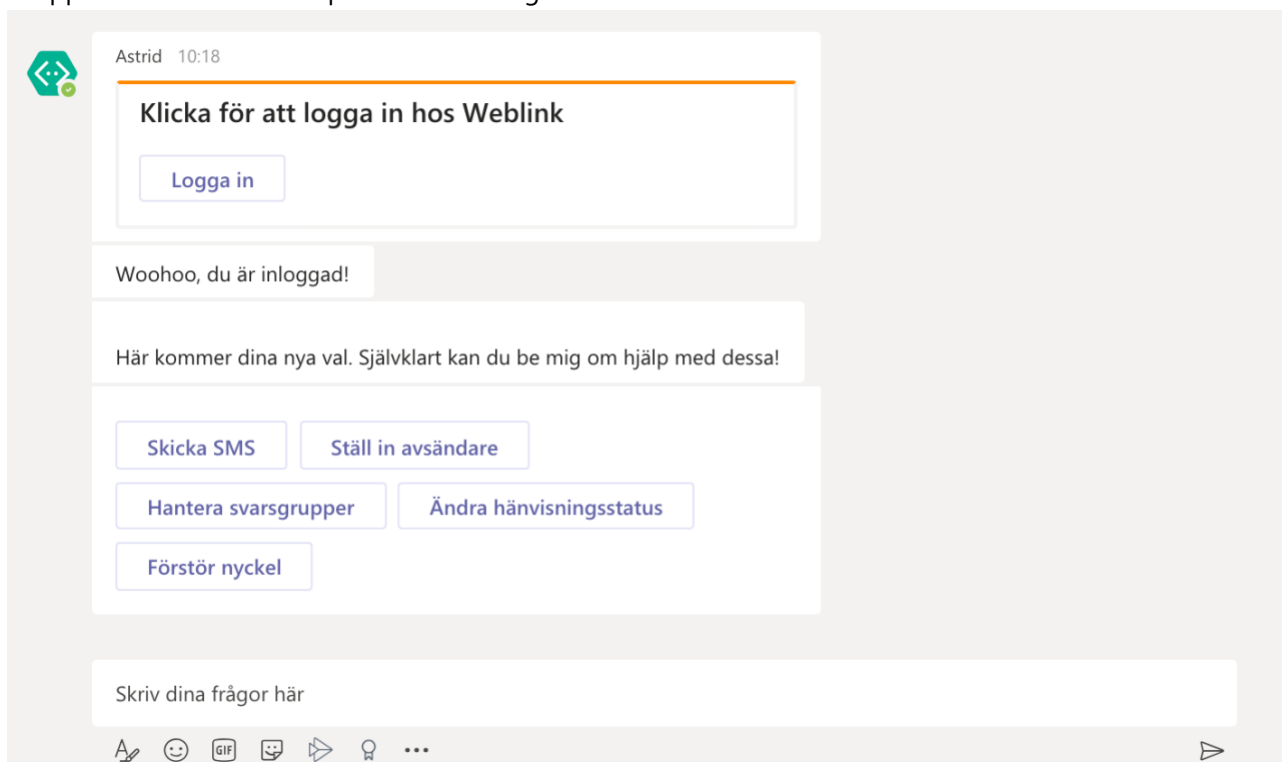 Astrid 10:18
Klicka för att logga in hos Weblink
Logga in
Woohoo, du är inloggad!
Här kommer dina nya val. Självklart kan du be mig om hjälp med dessa!
Skicka SMS Ställ in avsändare
Hantera svarsgrupper Ändra hänvisningsstatus
Förstör nyckel
Skriv dina frågor här
GIF